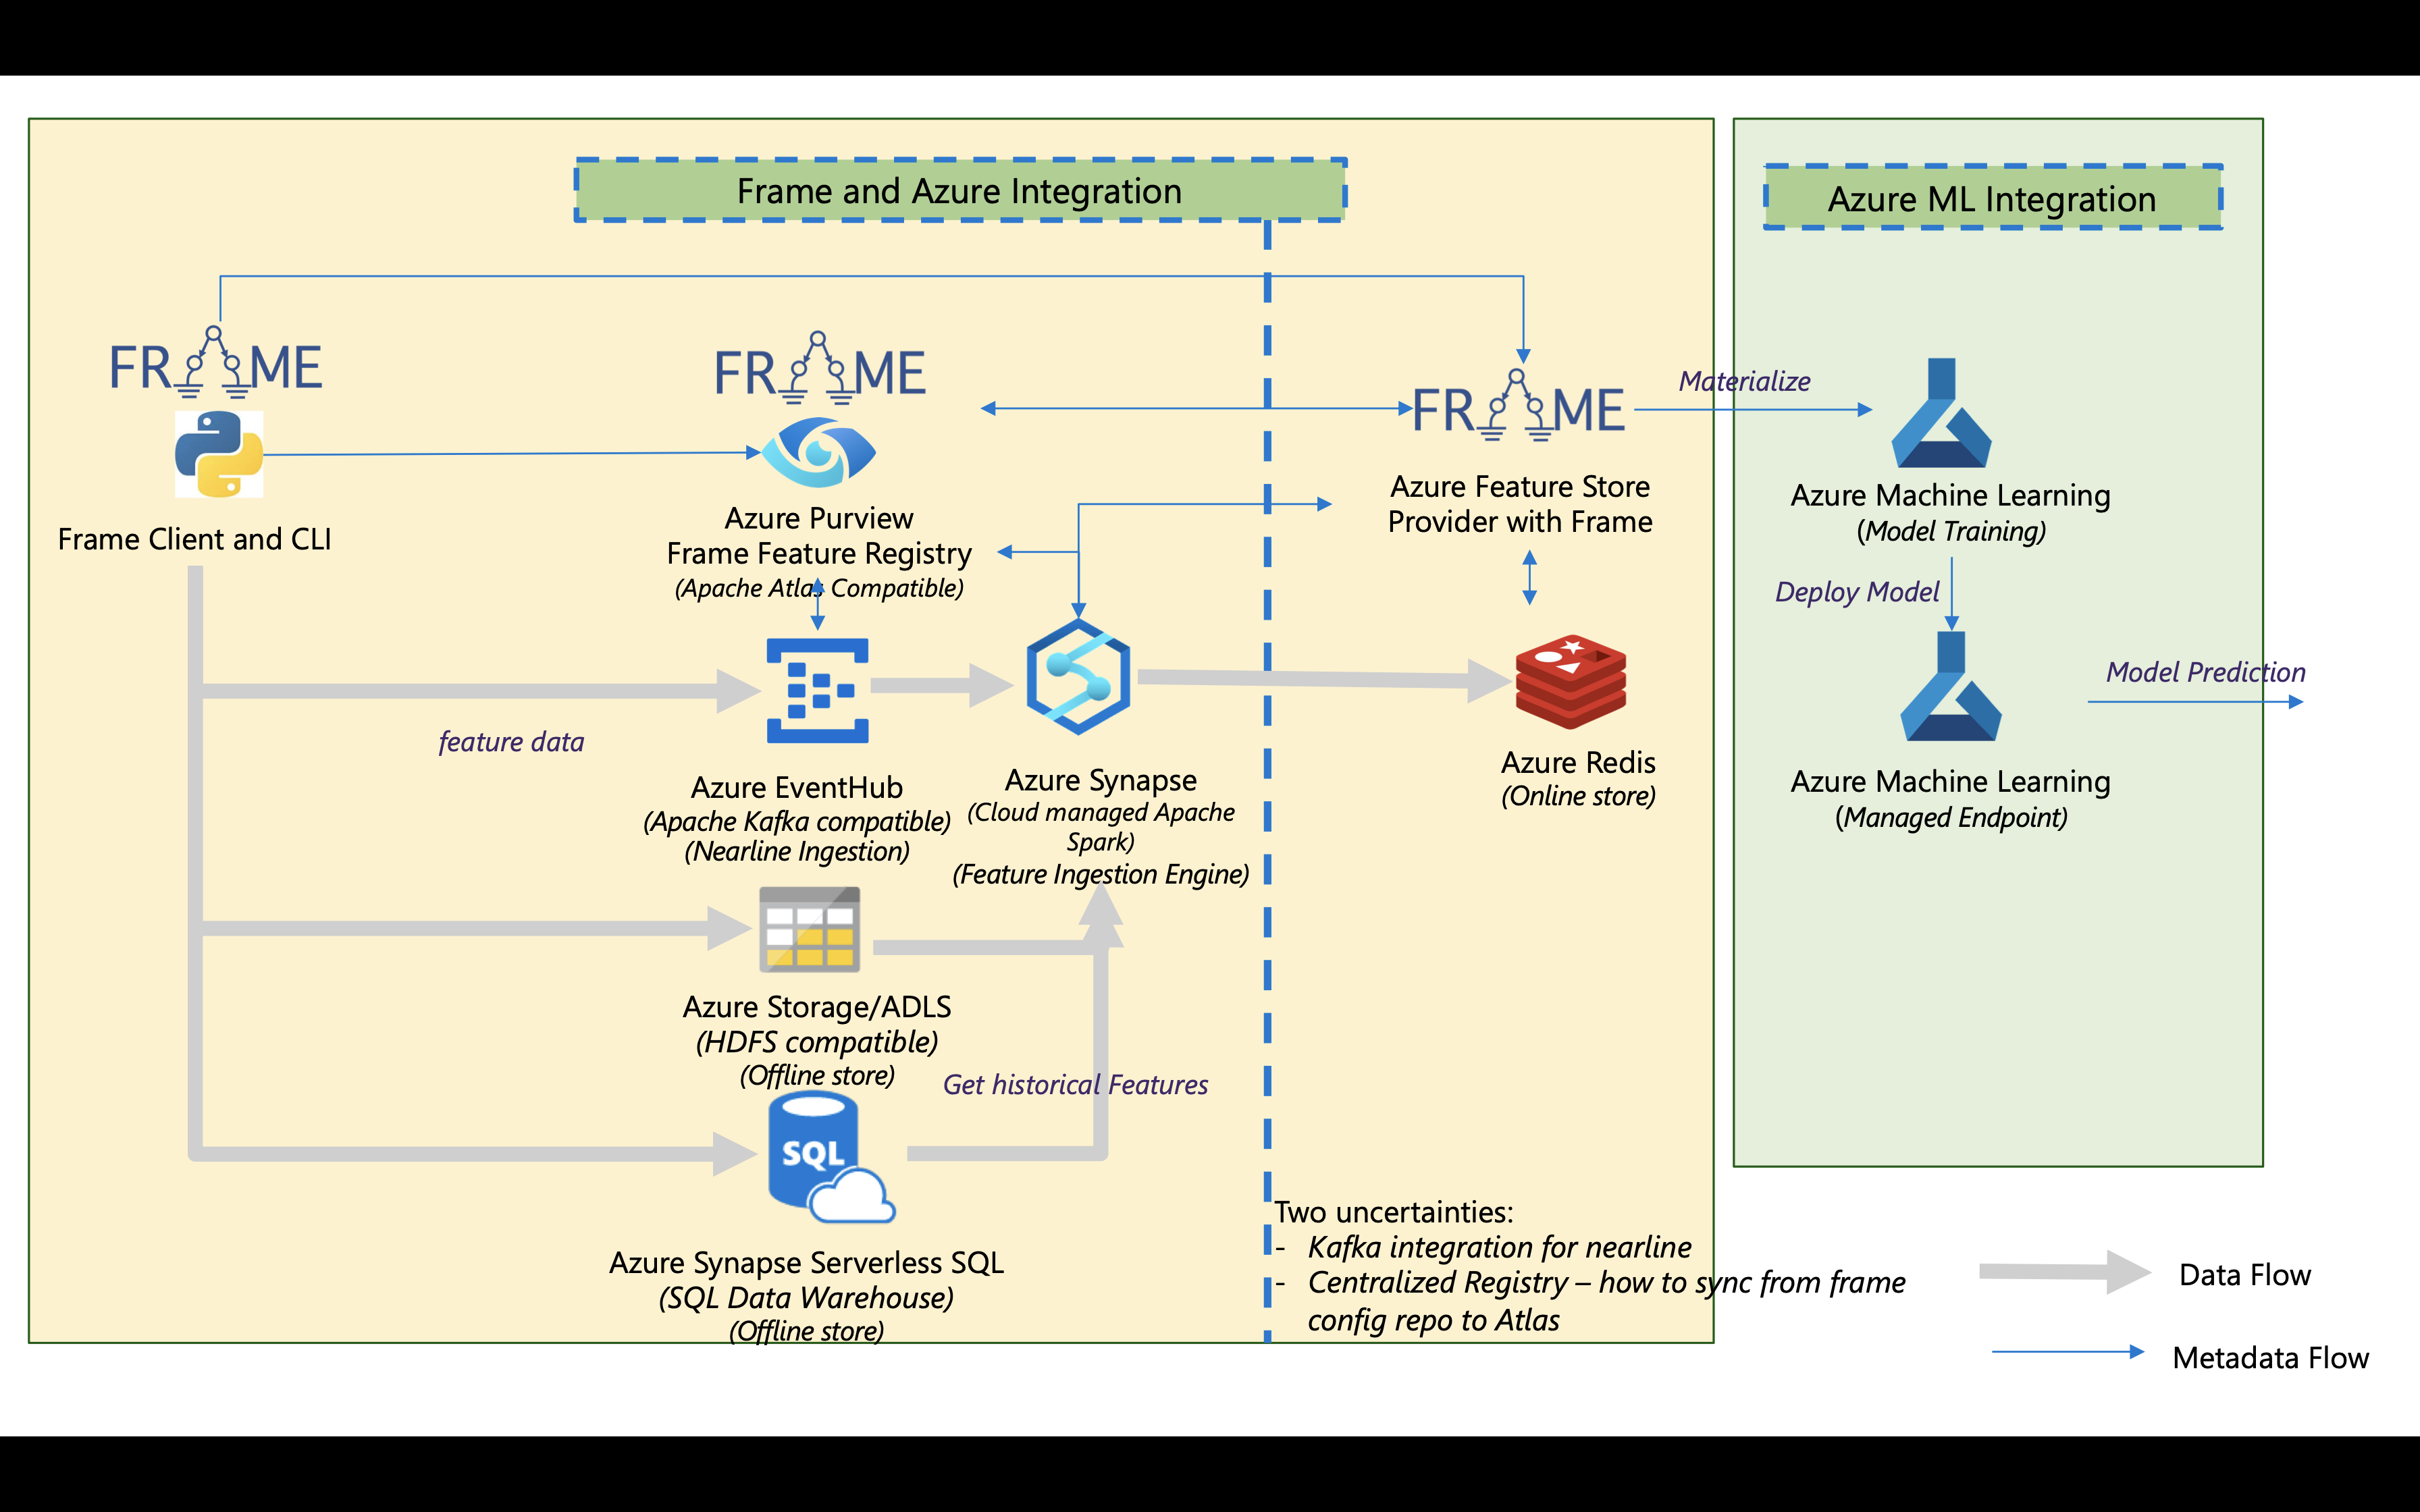 Frame and Azure Integration
Azure ML Integration
FRAME
FRAME
FRAME
Materialize
Frame Client and CLI
Azure Purview
Frame Feature Registry
(Apache Atlas Compatible)
Azure Feature Store
Provider with Frame
Azure Machine Learning
(Model Training)
Deploy Model
Model Prediction
feature data
Azure EventHub
(Apache Kafka compatible)
(Nearline Ingestion)
Azure Synapse
(Cloud managed Apache
Spark)
(Feature Ingestion Engine)
Azure Redis
(Online store)
Azure Machine Learning
(Managed Endpoint)
Azure Storage/ADLS
(HDFS compatible)
(Offline store)
Get historical Features
SQL
Azure Synapse Serverless SQL
(SQL Data Warehouse)
(Offline store)
Two uncertainties:
- Kafka integration for nearline
- Centralized Registry – how to sync from frame
config repo to Atlas
Data Flow
Metadata Flow